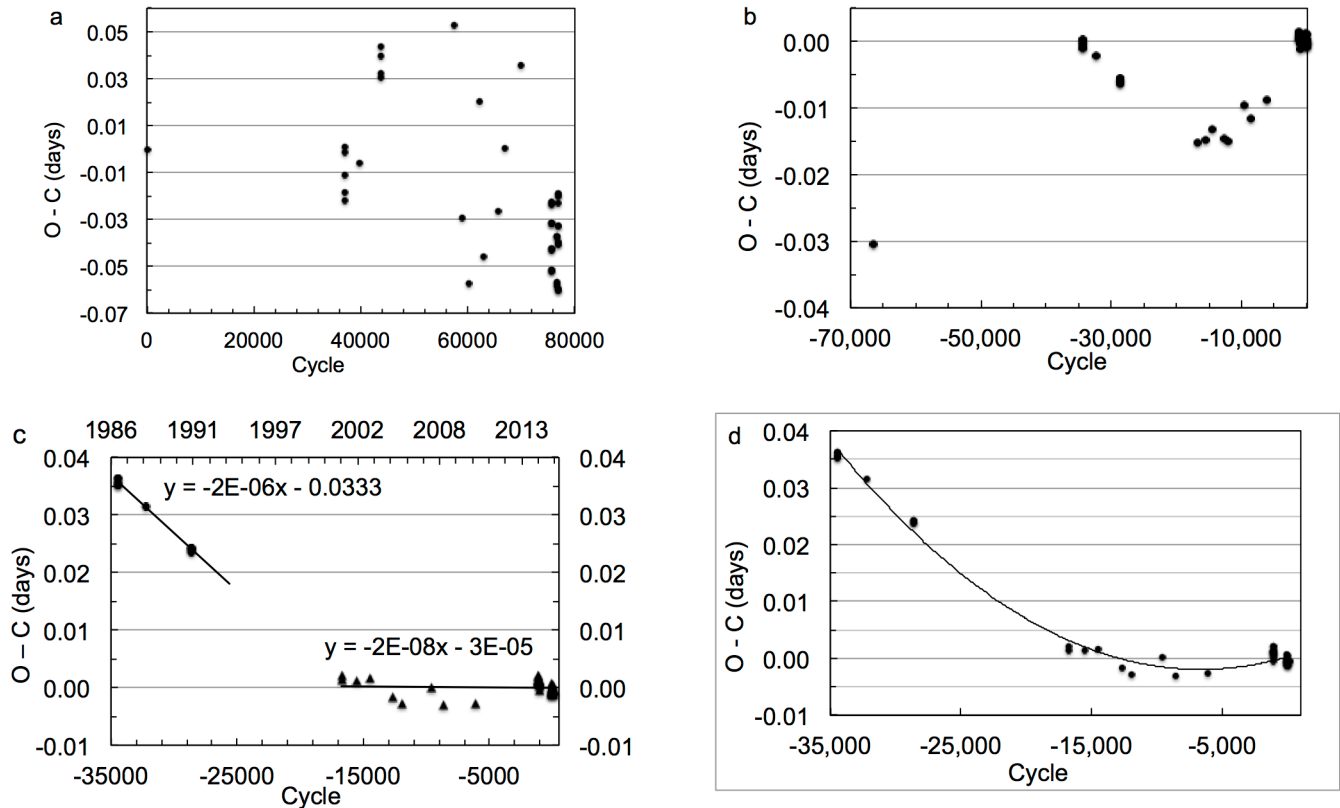 a
0.05
0.03
0.01
-0.01
-0.03
-0.05
-0.07
O - C (days)
0 20000 40000 60000 80000
Cycle
b
0.00
-0.01
-0.02
-0.03
-0.04
O - C (days)
-70,000 -50,000 -30,000 -10,000
Cycle
c
1986 1991 1997 2002 2008 2013
0.04 0.04
0.03 0.03
0.02 0.02
0.01 0.01
0.00 0.00
-0.01 -0.01
O – C (days)
y = -2E-06x - 0.0333
y = -2E-08x - 3E-05
-35000 -25000 -15000 -5000
Cycle
d
0.04
0.03
0.02
0.01
0.00
-0.01
O - C (days)
-35,000 -25,000 -15,000 -5,000
Cycle